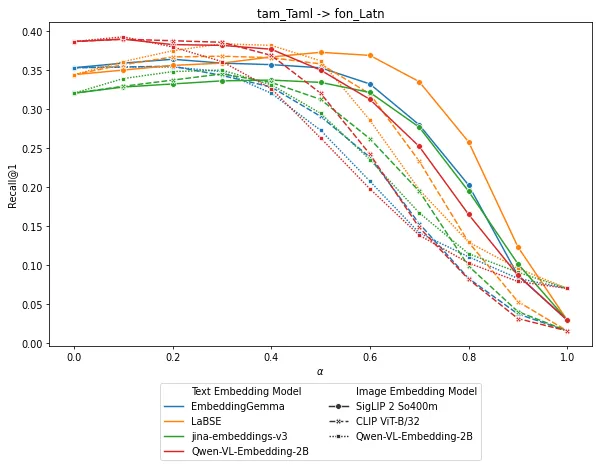 tam_Taml -> fon_Latn
0.40
0.35
0.30
0.25
0.20
0.15
0.10
0.05
0.00
Recall@1
0.0 0.2 0.4 0.6 0.8 1.0
α
Text Embedding Model Image Embedding Model
EmbeddingGemma SigLIP 2 So400m
LaBSE CLIP ViT-B/32
jina-embeddings-v3 Qwen-VL-Embedding-2B
Qwen-VL-Embedding-2B